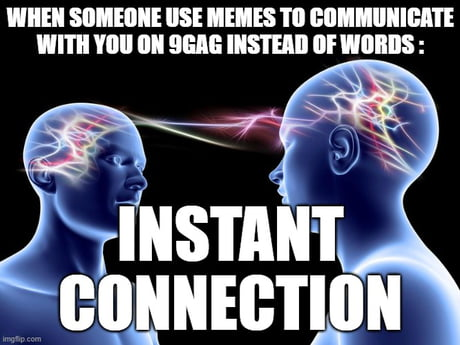 WHEN SOMEONE USE MEMES TO COMMUNICATE
WITH YOU ON 9GAG INSTEAD OF WORDS :
INSTANT
CONNECTION
imgflip.com